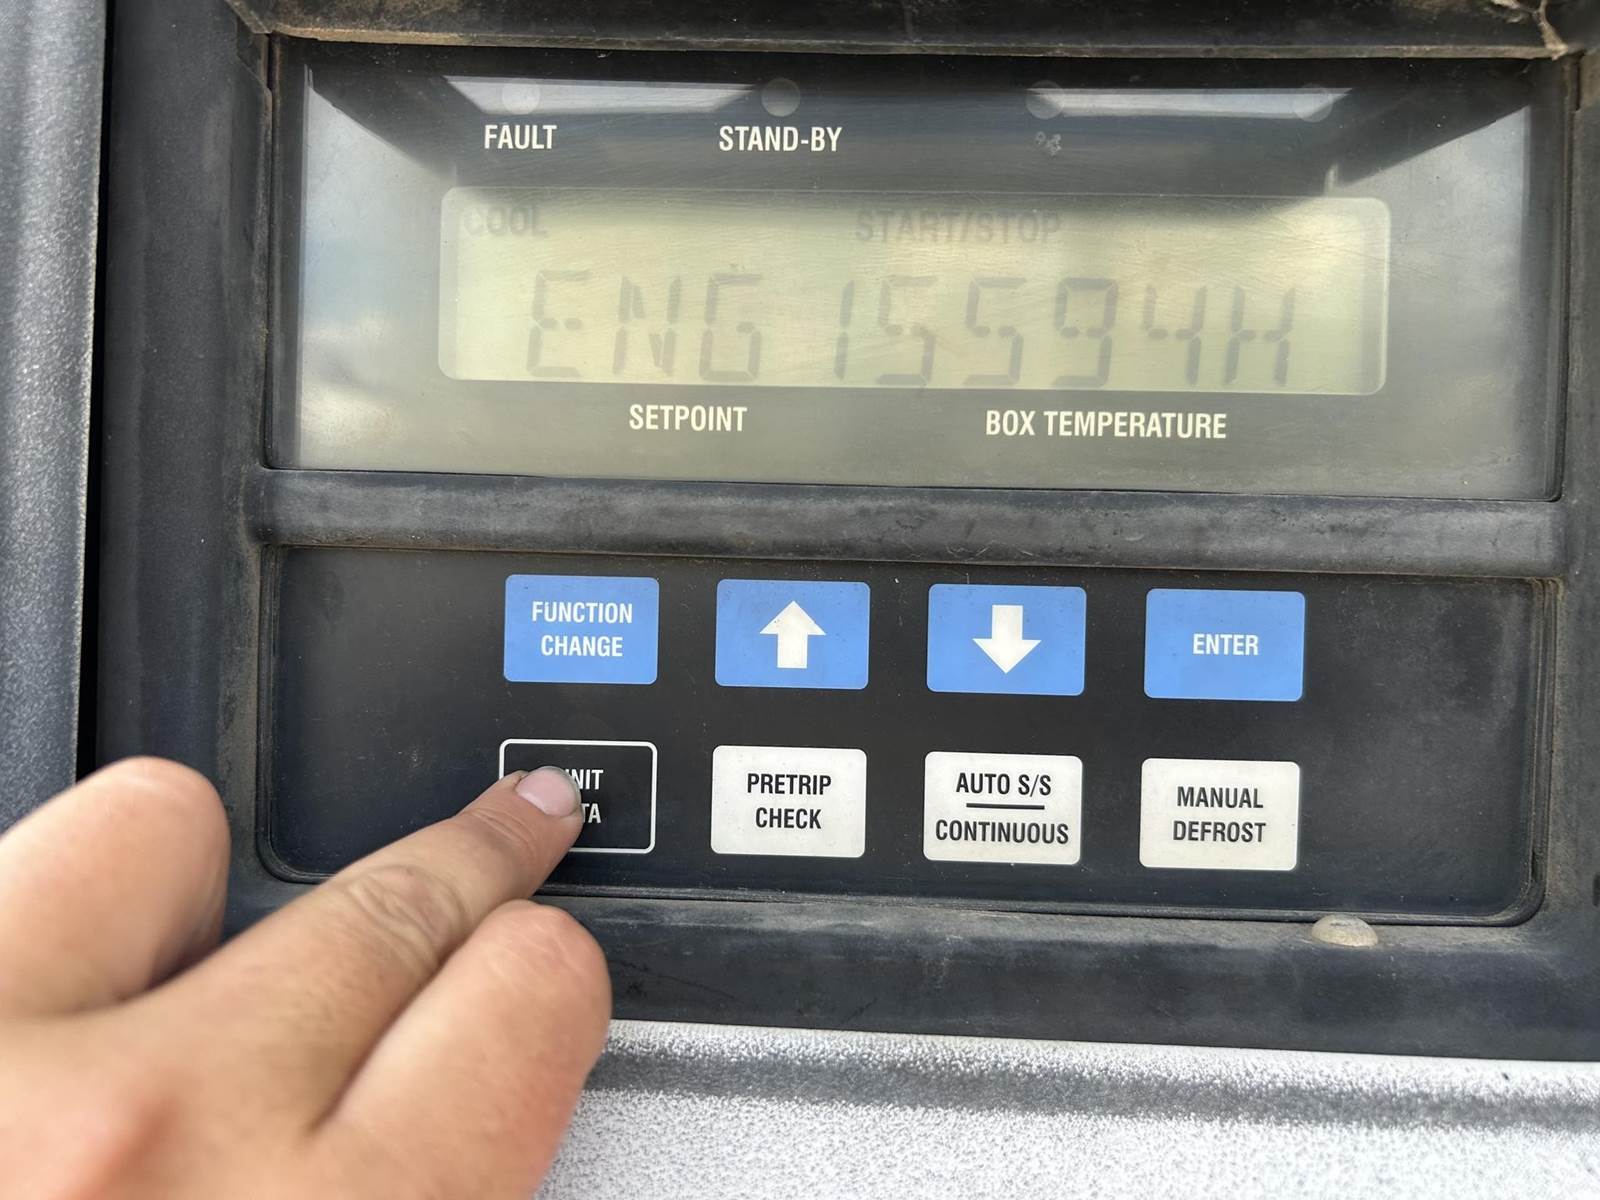 FAULT STAND-BY
COOL START/STOP
ENG 15594H
SETPOINT BOX TEMPERATURE
FUNCTION
CHANGE
ENTER
PRETRIP
CHECK
AUTO S/S
CONTINUOUS
MANUAL
DEFROST